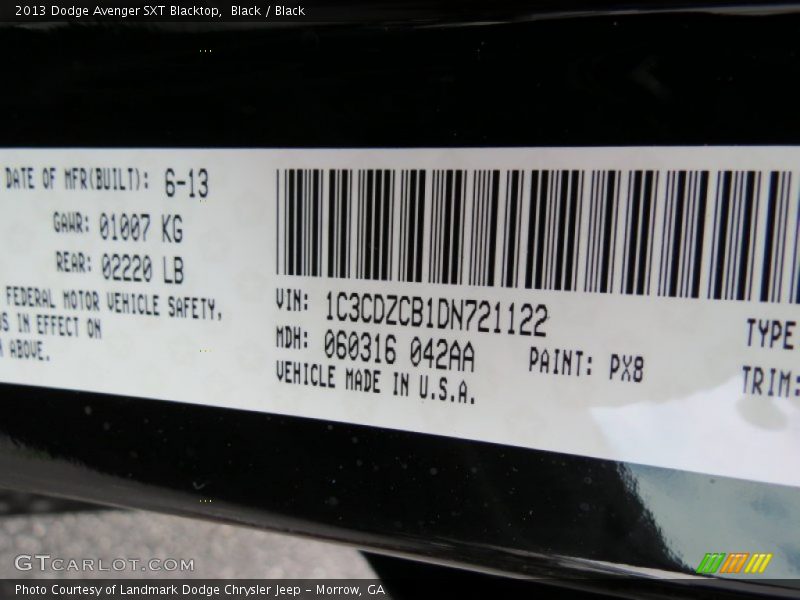 2013 Dodge Avenger SXT Blacktop, Black / Black
DATE OF MFR(BUILT): 6-13
GAWR: 01007 KG
REAR: 02220 LB
FEDERAL MOTOR VEHICLE SAFETY,
IN EFFECT ON
ABOVE.
VIN: 1C3CDZCB1DN721122
MDH: 060316 042AA
PAINT: PX8
VEHICLE MADE IN U.S.A.
TYPE
TRIM:
GTCARLOT.COM
Photo Courtesy of Landmark Dodge Chrysler Jeep – Morrow, GA